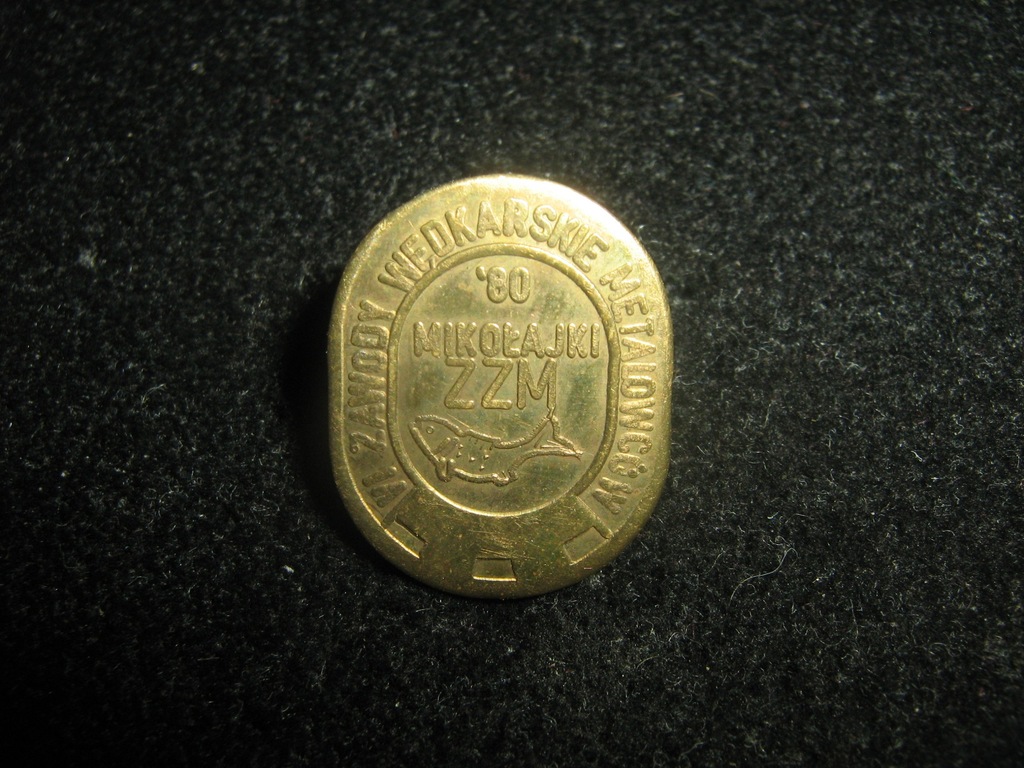 VI. ZAWODY WĘDKARSKIE METALOWCÓW
'80
MIKOŁAJKI
ZZM